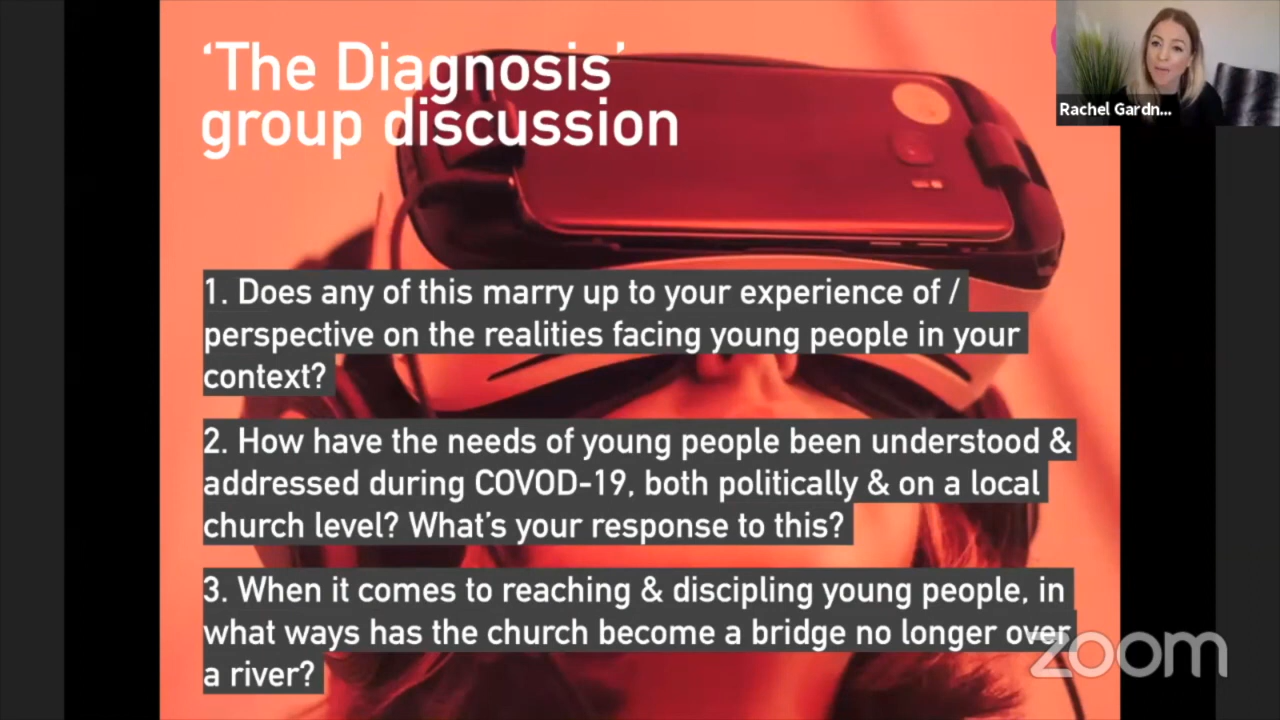 ‘The Diagnosis’
group discussion
Rachel Gardn...
1. Does any of this marry up to your experience of /
perspective on the realities facing young people in your
context?
2. How have the needs of young people been understood &
addressed during COVOD-19, both politically & on a local
church level? What’s your response to this?
3. When it comes to reaching & discipling young people, in
what ways has the church become a bridge no longer over
a river?
zoom